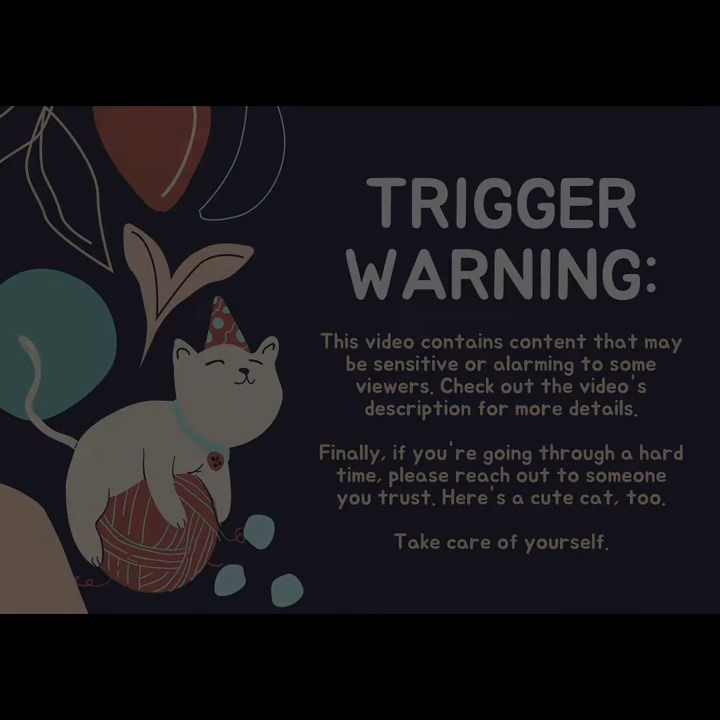 TRIGGER
WARNING:
This video contains content that may
be sensitive or alarming to some
viewers. Check out the video's
description for more details.
Finally, if you're going through a hard
time, please reach out to someone
you trust. Here's a cute cat, too.
Take care of yourself.